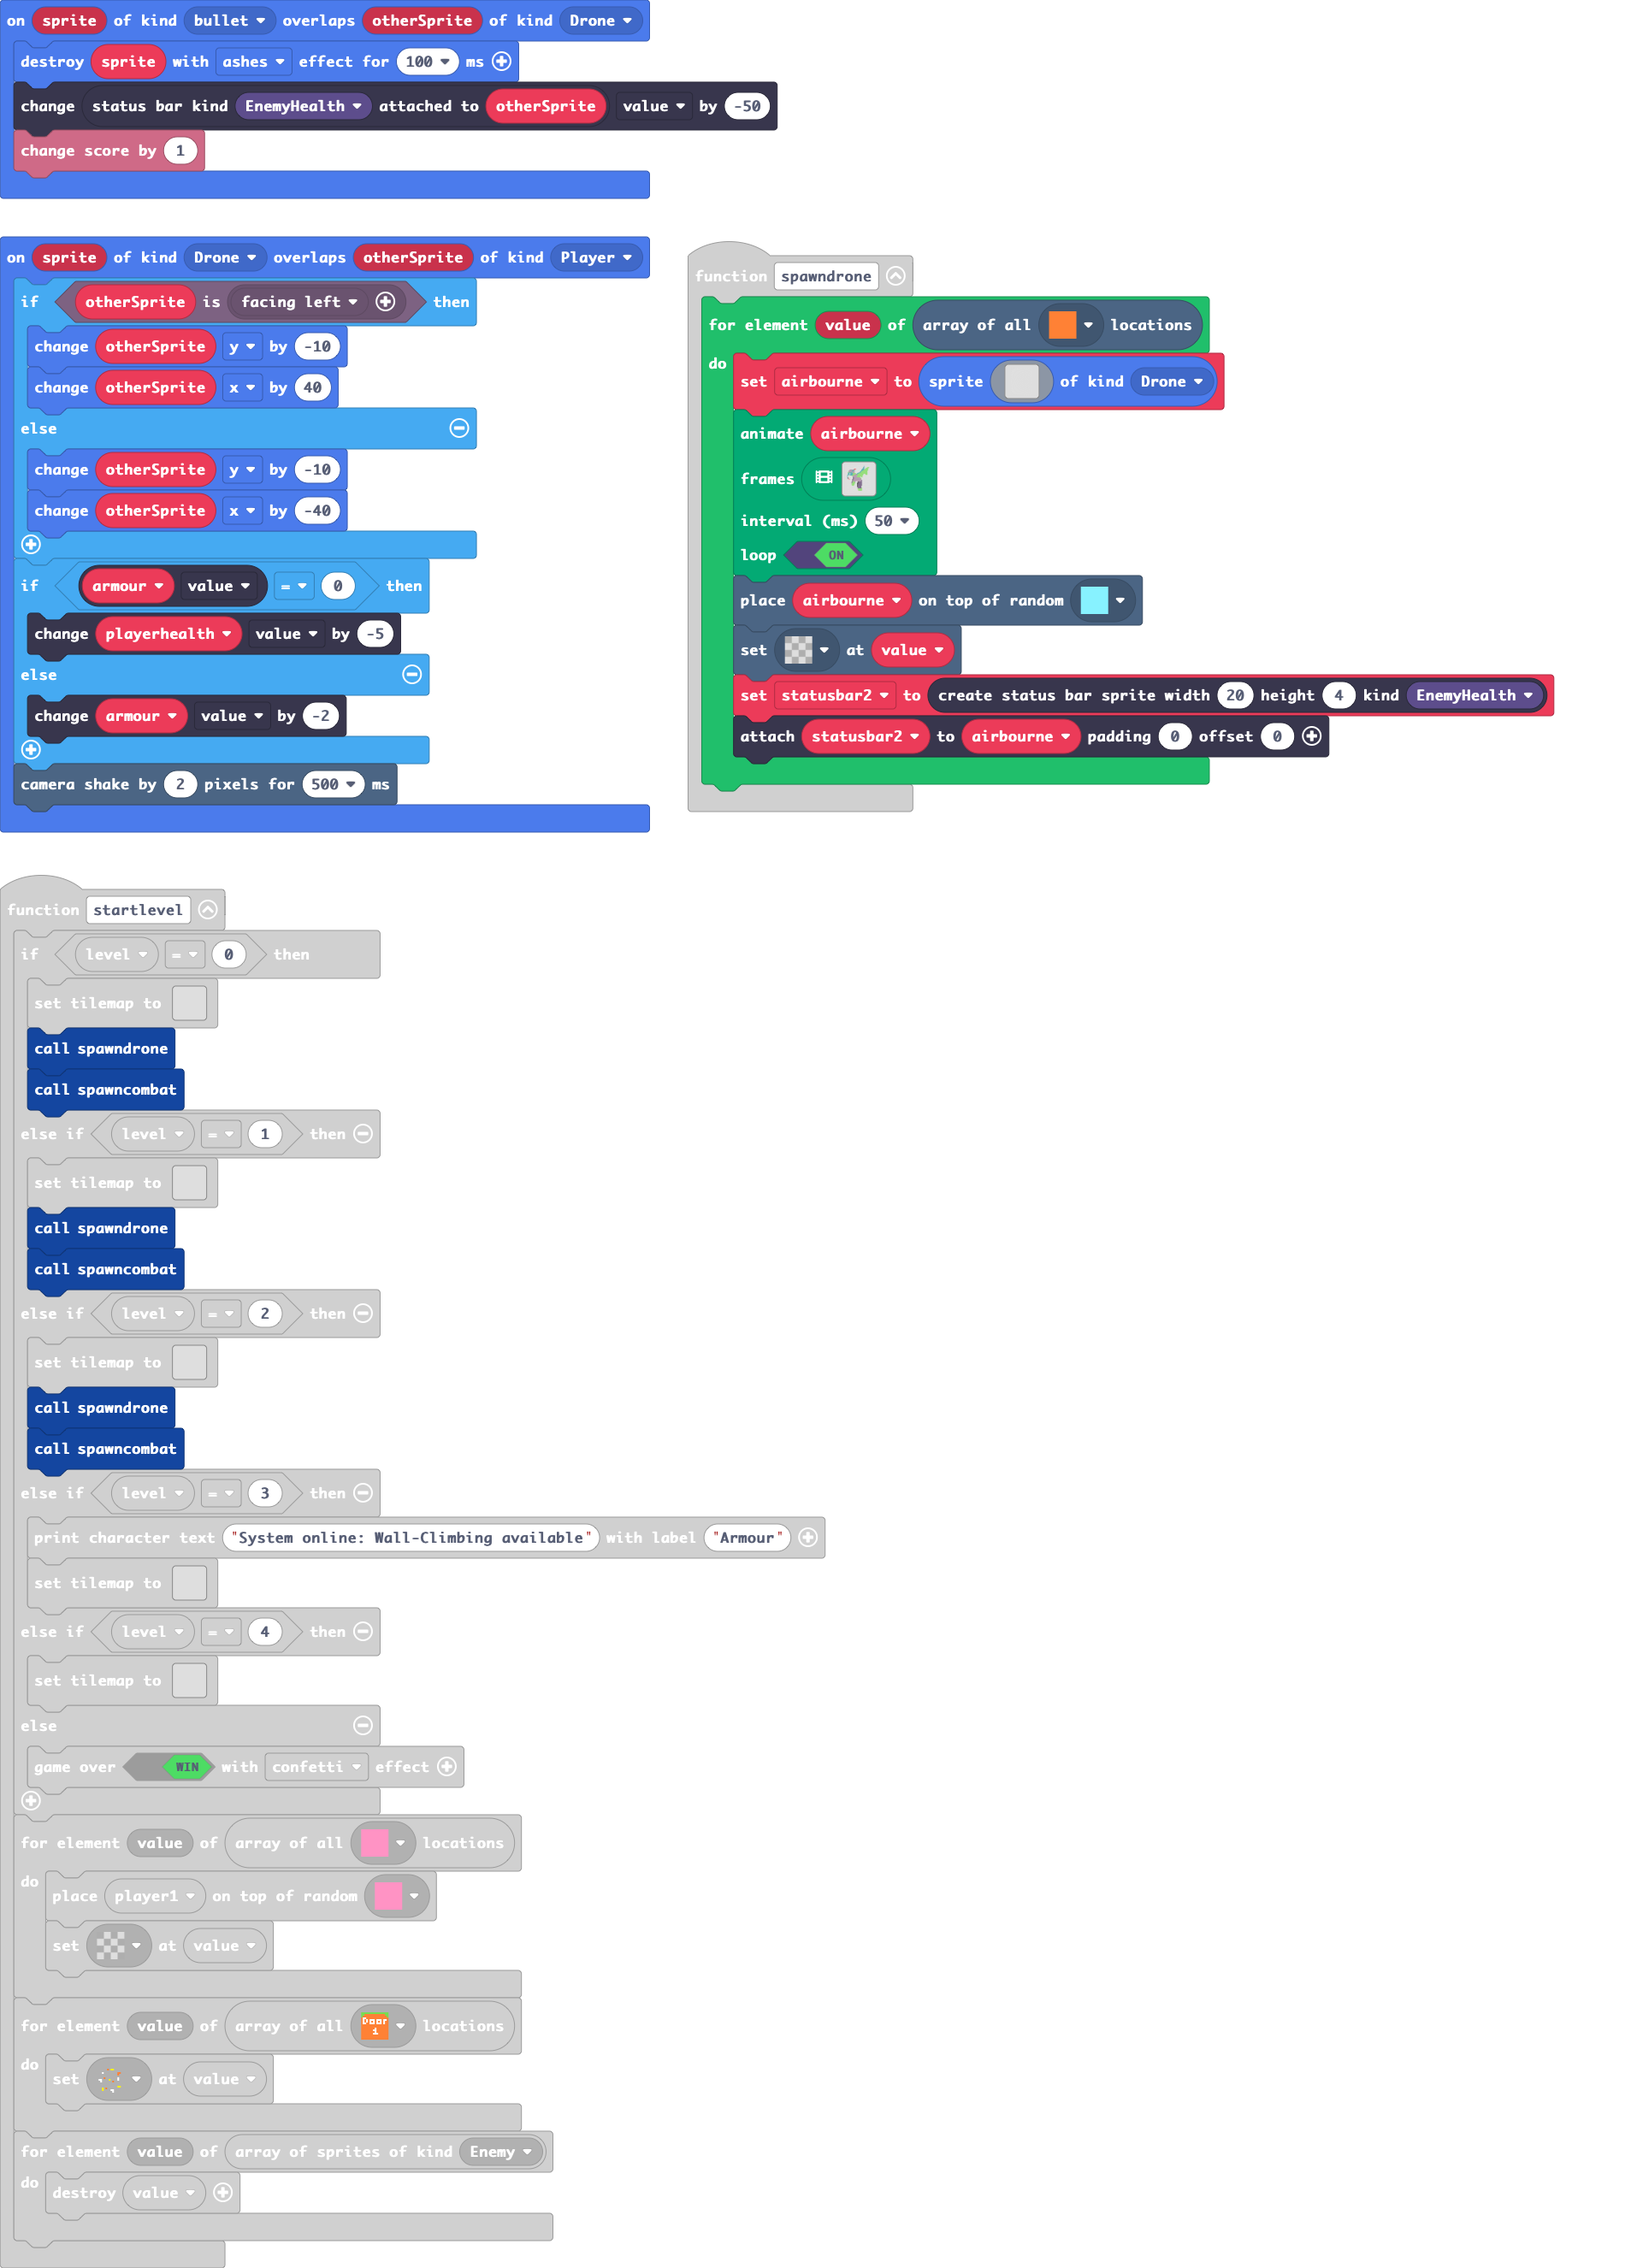 on sprite of kind bullet overlaps otherSprite of kind Drone
destroy sprite with ashes effect for 100 ms
change status bar kind EnemyHealth attached to otherSprite value by -50
change score by 1
on sprite of kind Drone overlaps otherSprite of kind Player
if otherSprite is facing left then
change otherSprite y by -10
change otherSprite x by 40
else
change otherSprite y by -10
change otherSprite x by -40
if armour value = 0 then
change playerhealth value by -5
else
change armour value by -2
camera shake by 2 pixels for 500 ms
function spawndrone
for element value of array of all locations
do
set airbourne to sprite of kind Drone
animate airbourne
frames
interval (ms) 50
loop ON
place airbourne on top of random
set at value
set statusbar2 to create status bar sprite width 20 height 4 kind EnemyHealth
attach statusbar2 to airbourne padding 0 offset 0
function startlevel
if level = 0 then
set tilemap to
call spawndrone
call spawncombat
else if level = 1 then
set tilemap to
call spawndrone
call spawncombat
else if level = 2 then
set tilemap to
call spawndrone
call spawncombat
else if level = 3 then
print character text "System online: Wall-Climbing available" with label "Armour"
set tilemap to
else if level = 4 then
set tilemap to
else
game over WIN with confetti effect
for element value of array of all locations
do
place player1 on top of random
set at value
for element value of array of all Door 1 locations
do
set at value
for element value of array of sprites of kind Enemy
do
destroy value